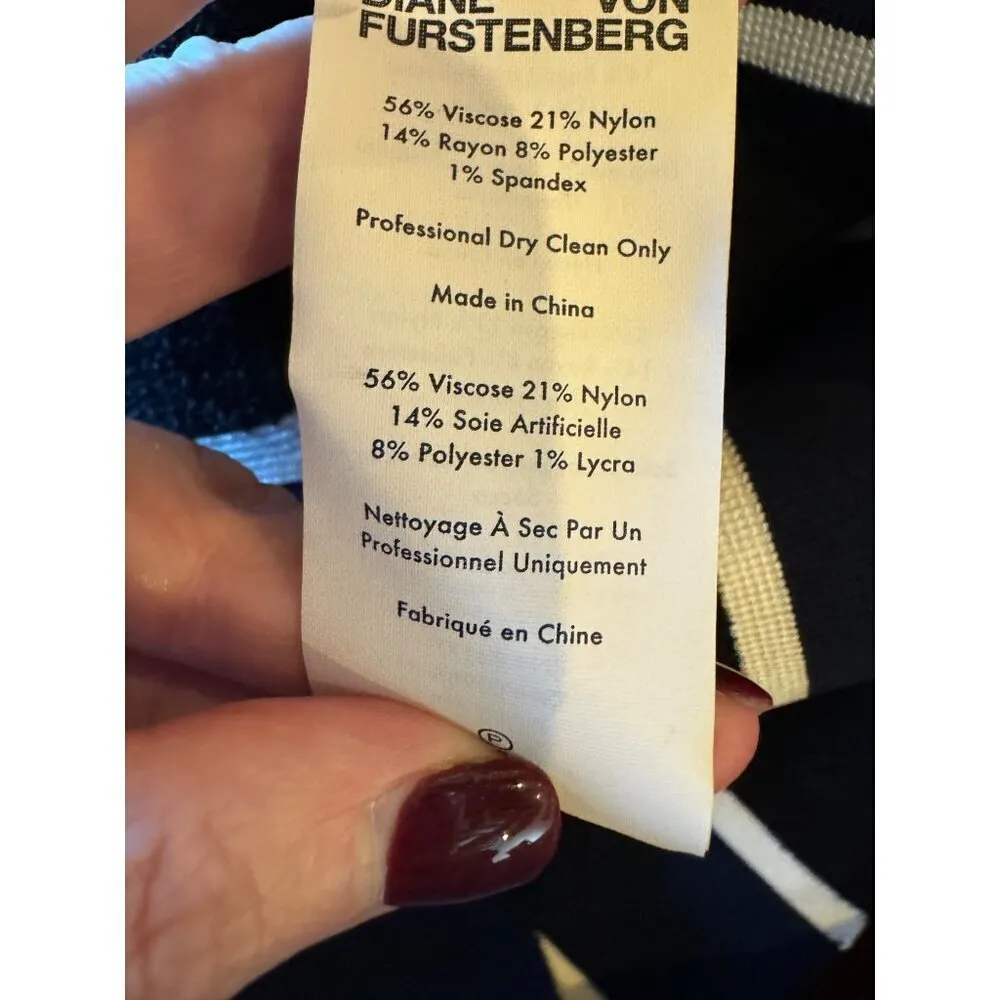 DIANE VON
FURSTENBERG
56% Viscose 21% Nylon
14% Rayon 8% Polyester
1% Spandex
Professional Dry Clean Only
Made in China
56% Viscose 21% Nylon
14% Soie Artificielle
8% Polyester 1% Lycra
Nettoyage À Sec Par Un
Professionnel Uniquement
Fabriqué en Chine
P